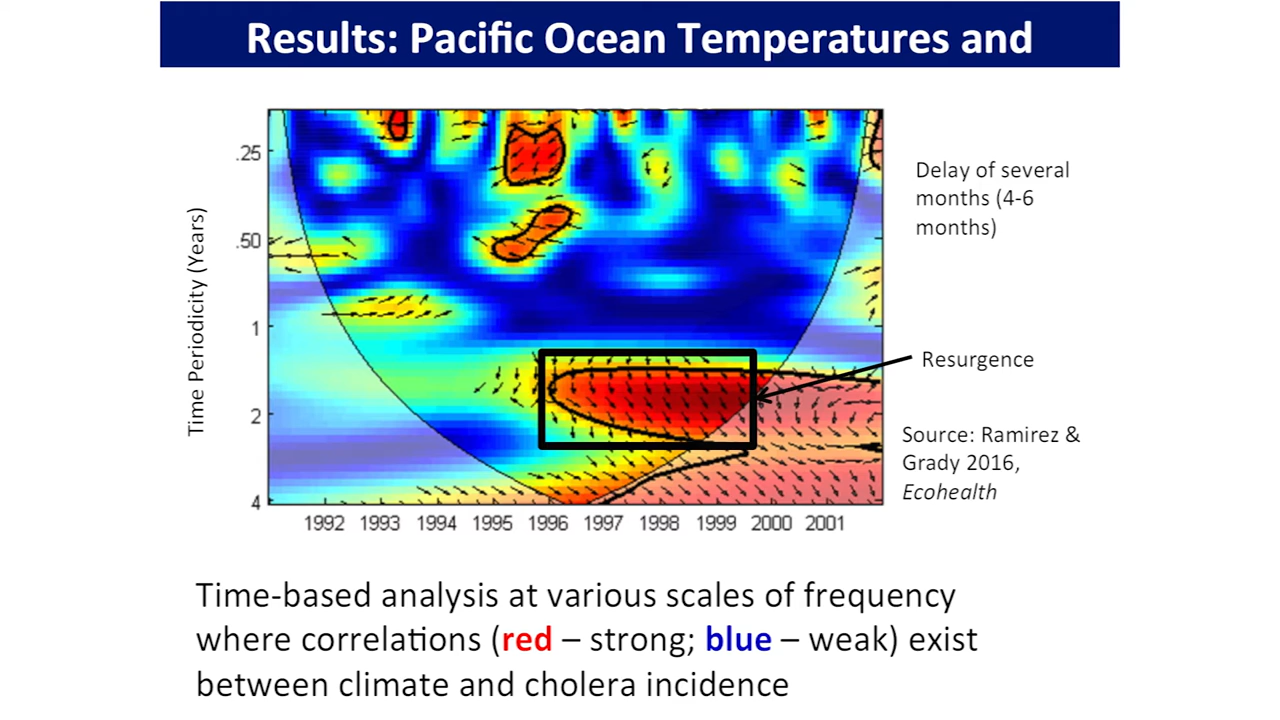 Results: Pacific Ocean Temperatures and
Time Periodicity (Years)
.25
.50
1
2
4
1992 1993 1994 1995 1996 1997 1998 1999 2000 2001
Delay of several
months (4-6
months)
Resurgence
Source: Ramirez &
Grady 2016,
Ecohealth
Time-based analysis at various scales of frequency
where correlations (red – strong; blue – weak) exist
between climate and cholera incidence